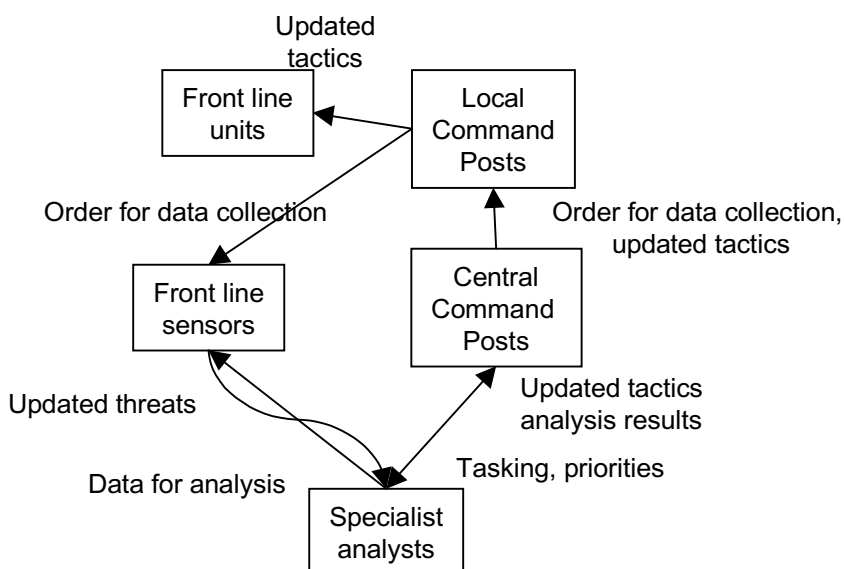 Updated
tactics
Front line
units
Local
Command
Posts
Order for data collection
Order for data collection,
updated tactics
Front line
sensors
Central
Command
Posts
Updated threats
Updated tactics
analysis results
Data for analysis
Tasking, priorities
Specialist
analysts